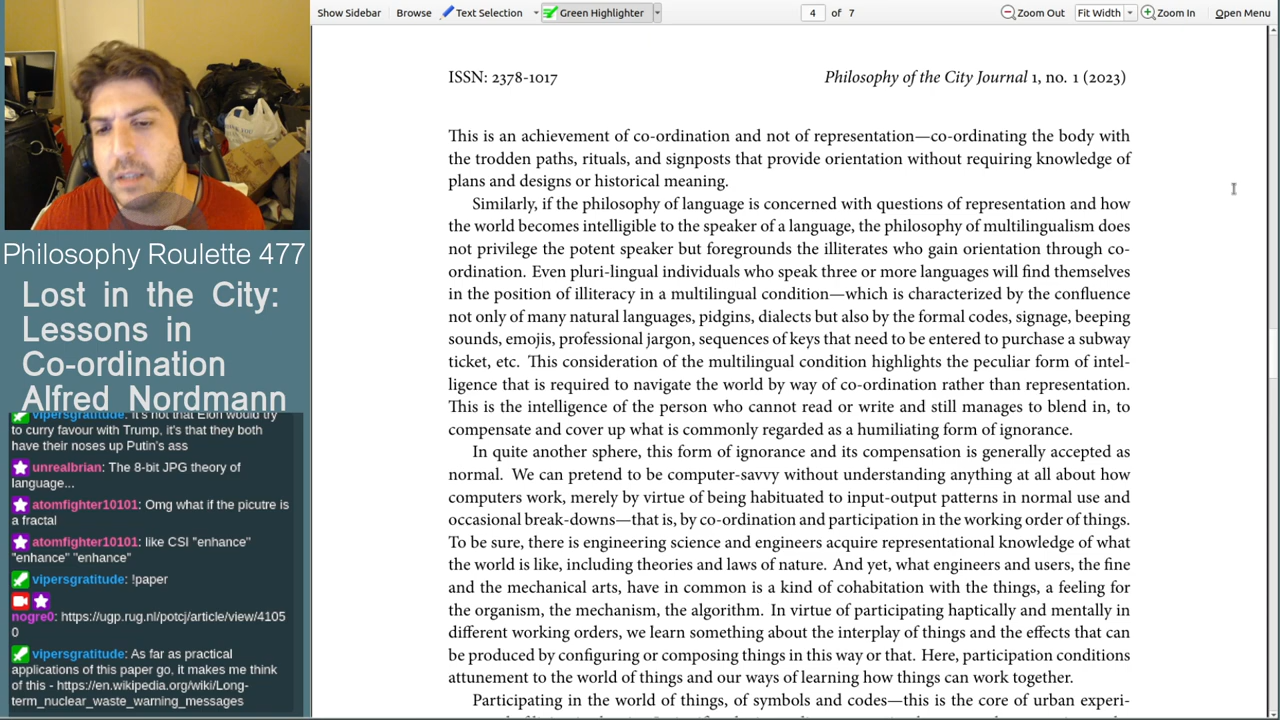 Show Sidebar Browse Text Selection Green Highlighter 4 of 7 Zoom Out Fit Width Zoom In Open Menu
ISSN: 2378-1017 Philosophy of the City Journal 1, no. 1 (2023)
This is an achievement of co-ordination and not of representation—co-ordinating the body with
the trodden paths, rituals, and signposts that provide orientation without requiring knowledge of
plans and designs or historical meaning.
Similarly, if the philosophy of language is concerned with questions of representation and how
the world becomes intelligible to the speaker of a language, the philosophy of multilingualism does
not privilege the potent speaker but foregrounds the illiterates who gain orientation through co-
ordination. Even pluri-lingual individuals who speak three or more languages will find themselves
in the position of illiteracy in a multilingual condition—which is characterized by the confluence
not only of many natural languages, pidgins, dialects but also by the formal codes, signage, beeping
sounds, emojis, professional jargon, sequences of keys that need to be entered to purchase a subway
ticket, etc. This consideration of the multilingual condition highlights the peculiar form of intel-
ligence that is required to navigate the world by way of co-ordination rather than representation.
This is the intelligence of the person who cannot read or write and still manages to blend in, to
compensate and cover up what is commonly regarded as a humiliating form of ignorance.
In quite another sphere, this form of ignorance and its compensation is generally accepted as
normal. We can pretend to be computer-savvy without understanding anything at all about how
computers work, merely by virtue of being habituated to input-output patterns in normal use and
occasional break-downs—that is, by co-ordination and participation in the working order of things.
To be sure, there is engineering science and engineers acquire representational knowledge of what
the world is like, including theories and laws of nature. And yet, what engineers and users, the fine
and the mechanical arts, have in common is a kind of cohabitation with the things, a feeling for
the organism, the mechanism, the algorithm. In virtue of participating haptically and mentally in
different working orders, we learn something about the interplay of things and the effects that can
be produced by configuring or composing things in this way or that. Here, participation conditions
attunement to the world of things and our ways of learning how things can work together.
Participating in the world of things, of symbols and codes—this is the core of urban experi-
Philosophy Roulette 477
Lost in the City:
Lessons in
Co-ordination
Alfred Nordmann
vipersgratitude: It's not that Elon would try
to curry favour with Trump, it's that they both
have their noses up Putin's ass
unrealbrian: The 8-bit JPG theory of
language...
atomfighter10101: Omg what if the picutre is
a fractal
atomfighter10101: like CSI "enhance"
"enhance" "enhance"
vipersgratitude: !paper
nogre0: https://ugp.rug.nl/potcj/article/view/4105
0
vipersgratitude: As far as practical
applications of this paper go, it makes me think
of this - https://en.wikipedia.org/wiki/Long-
term_nuclear_waste_warning_messages